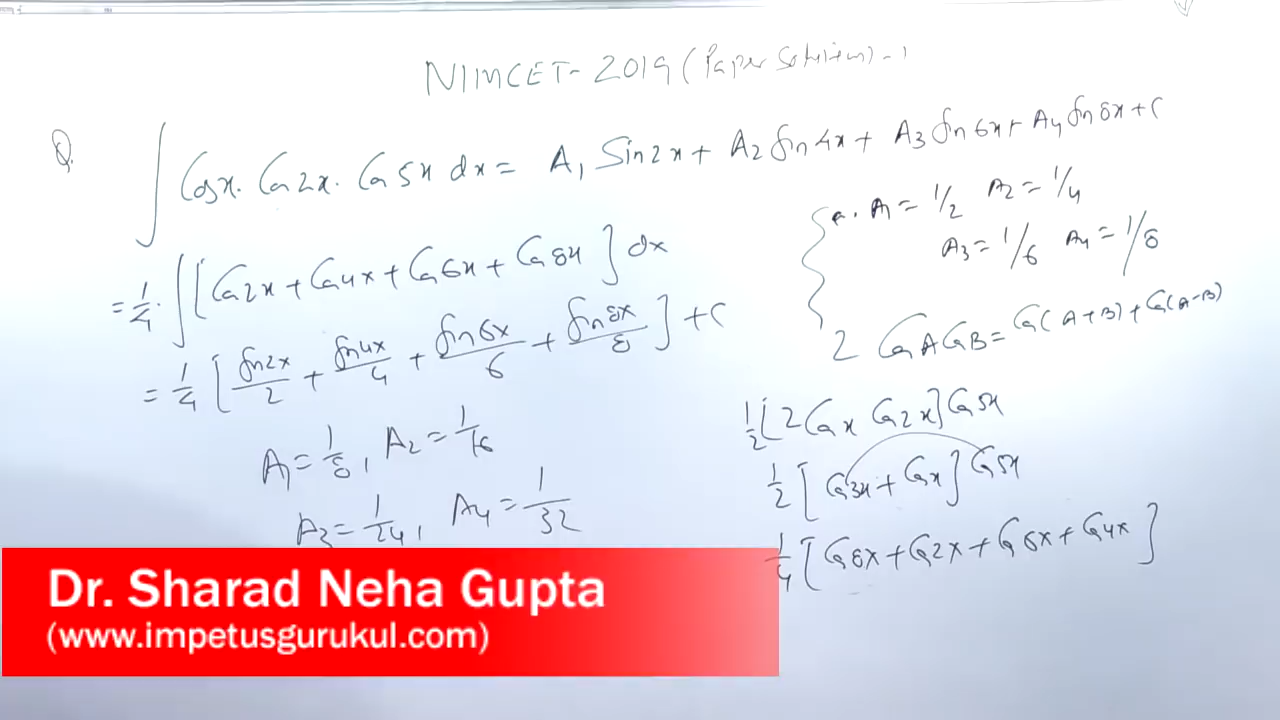 NIMCET-2019 (Paper Solution)-1
Q. ∫ Cosx. Cos2x. Cos5x dx = A₁ Sin2x + A₂ Sin4x + A₃ Sin6x + A₄ Sin8x + C
a. A₁ = 1/2 A₂ = 1/4
A₃ = 1/6 A₄ = 1/8
= 1/4 ∫ [Cos2x + Cos4x + Cos6x + Cos8x] dx
= 1/4 [Sin2x/2 + Sin4x/4 + Sin6x/6 + Sin8x/8] + C
A₁ = 1/8, A₂ = 1/16
A₃ = 1/24, A₄ = 1/32
2 CosACosB = Cos(A+B) + Cos(A-B)
1/2 [2Cosx Cos2x] Cos5x
1/2 [Cos3x + Cosx] Cos5x
1/4 [Cos8x + Cos2x + Cos6x + Cos4x]
Dr. Sharad Neha Gupta
(www.impetusgurukul.com)